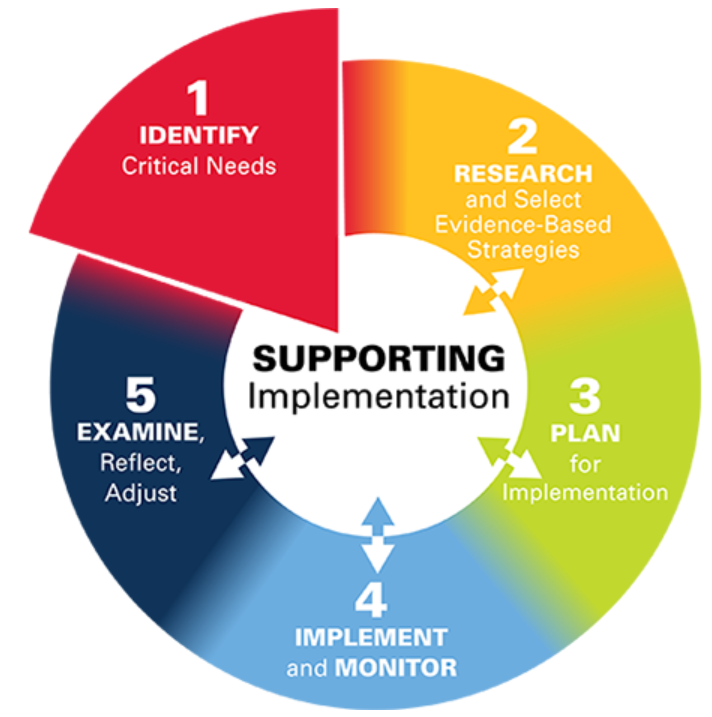 1
IDENTIFY
Critical Needs
2
RESEARCH
and Select
Evidence-Based
Strategies
3
PLAN
for
Implementation
4
IMPLEMENT
and MONITOR
5
EXAMINE,
Reflect,
Adjust
SUPPORTING
Implementation